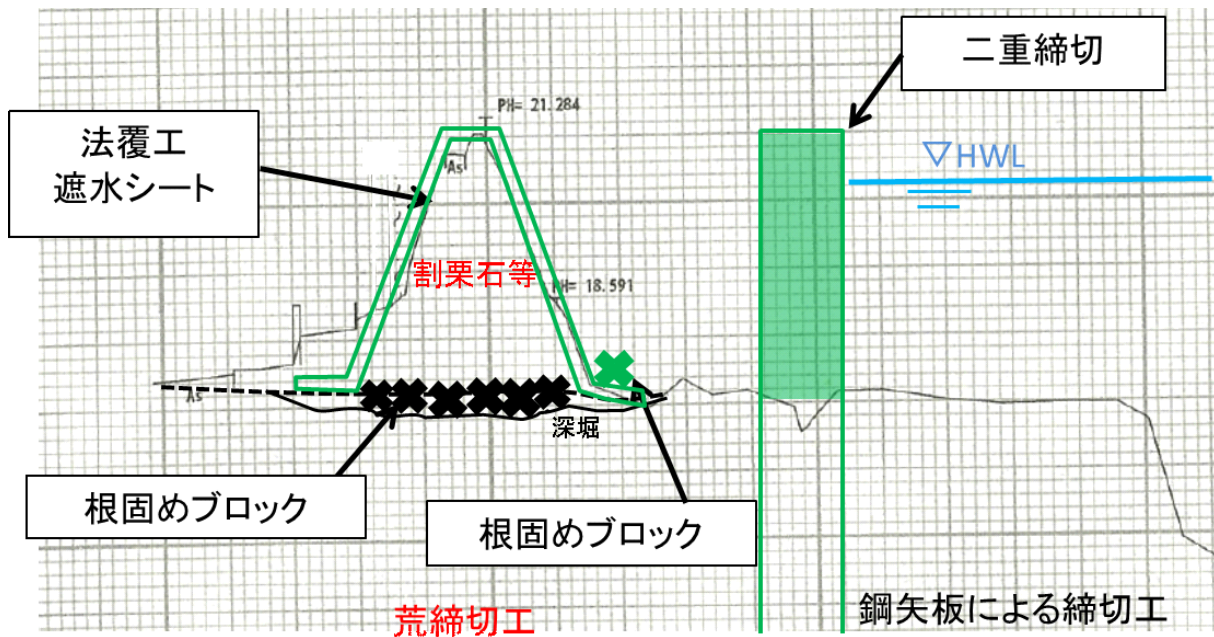 二重締切
PH= 21.284
法覆工
遮水シート
▽HWL
As
割栗石等
PH= 18.591
As
深堀
根固めブロック
根固めブロック
鋼矢板による締切工
荒締切工